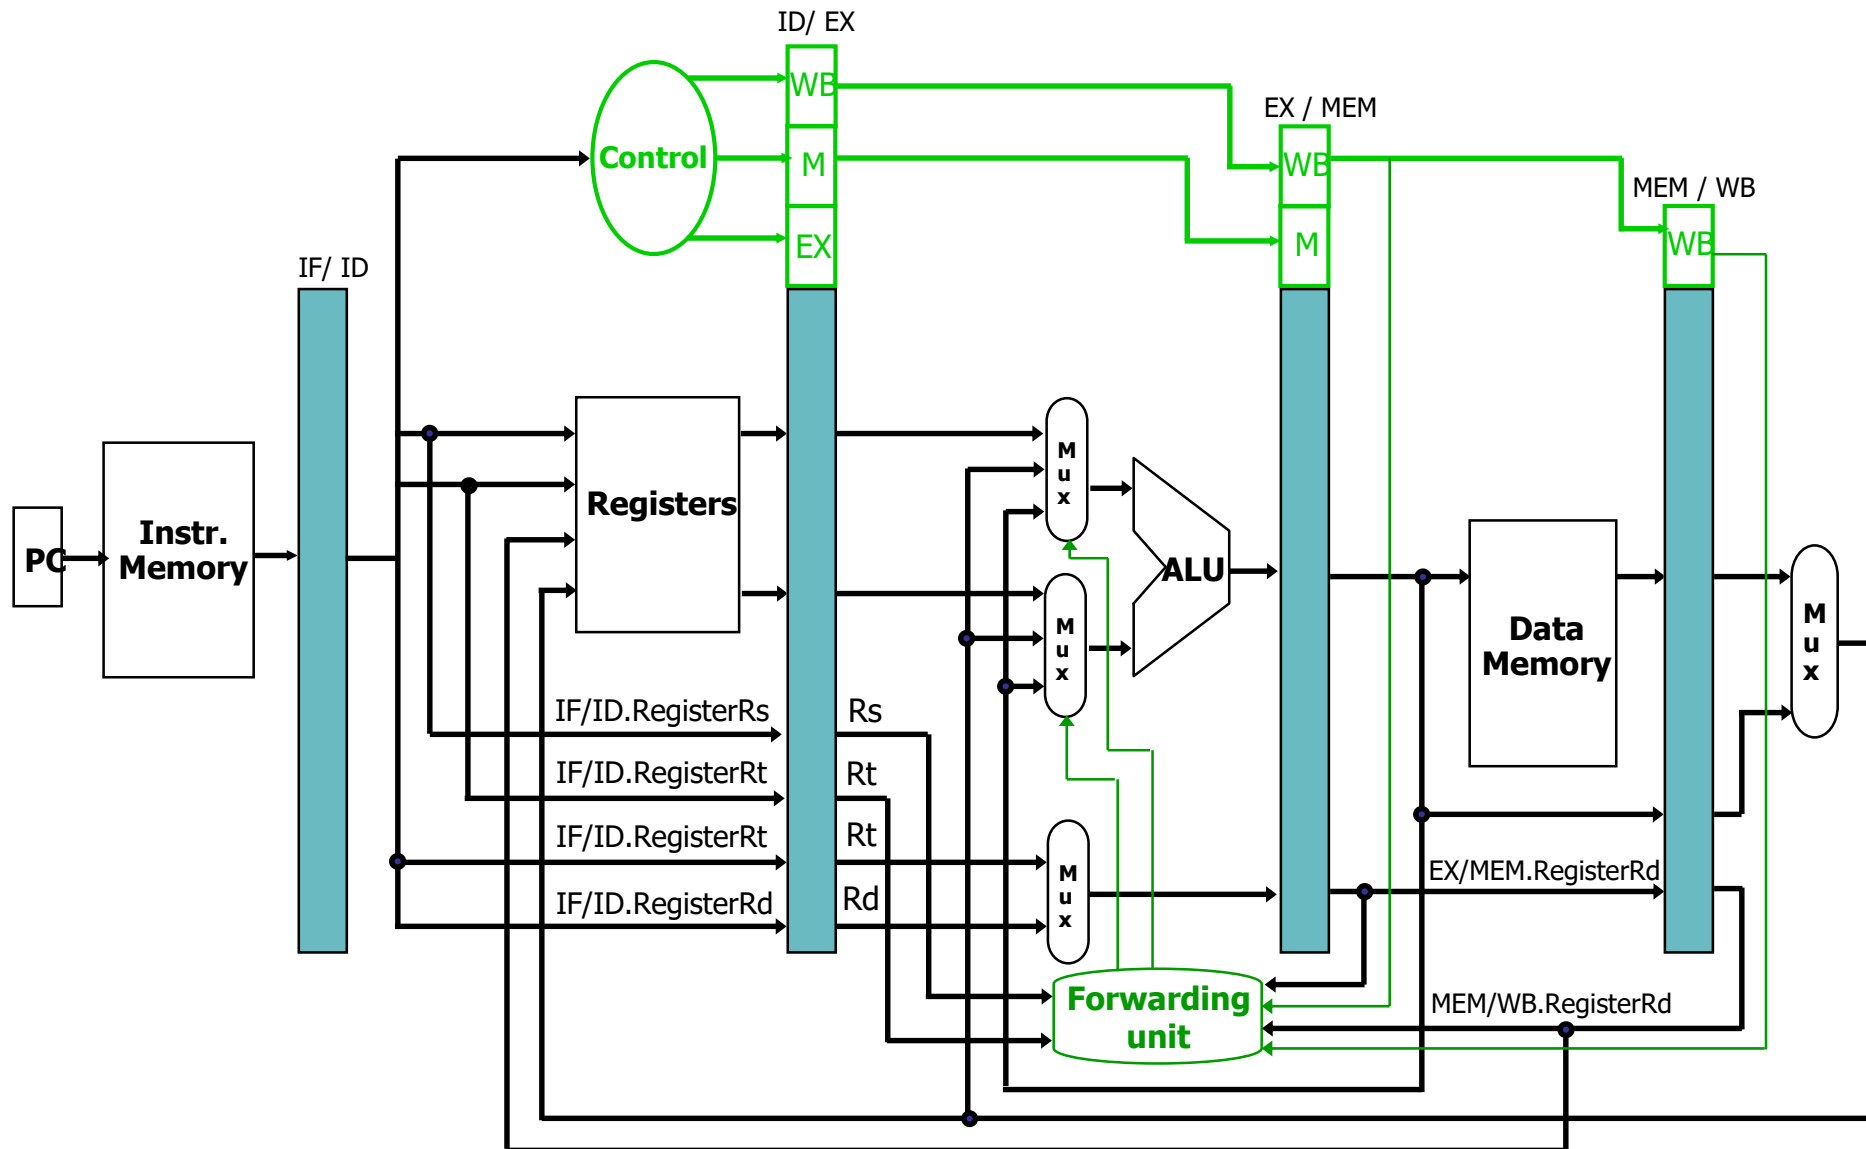 ID/ EX
WB
EX / MEM
Control
M
WB
MEM / WB
EX
M
WB
IF/ ID
M
u
x
Registers
PC
Instr.
Memory
ALU
M
u
x
Data
Memory
M
u
x
IF/ID.RegisterRs
Rs
IF/ID.RegisterRt
Rt
IF/ID.RegisterRt
Rt
EX/MEM.RegisterRd
IF/ID.RegisterRd
Rd
M
u
x
Forwarding
unit
MEM/WB.RegisterRd